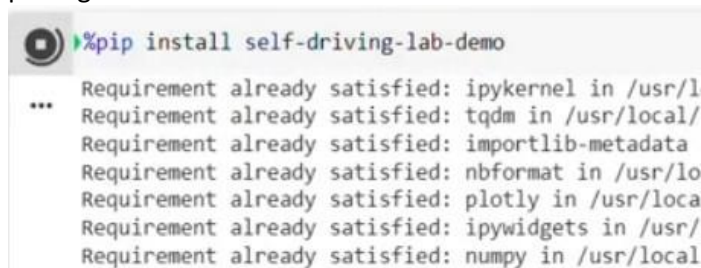 %pip install self-driving-lab-demo
Requirement already satisfied: ipykernel in /usr/l
Requirement already satisfied: tqdm in /usr/local/
Requirement already satisfied: importlib-metadata
Requirement already satisfied: nbformat in /usr/lo
Requirement already satisfied: plotly in /usr/loca
Requirement already satisfied: ipywidgets in /usr/
Requirement already satisfied: numpy in /usr/local